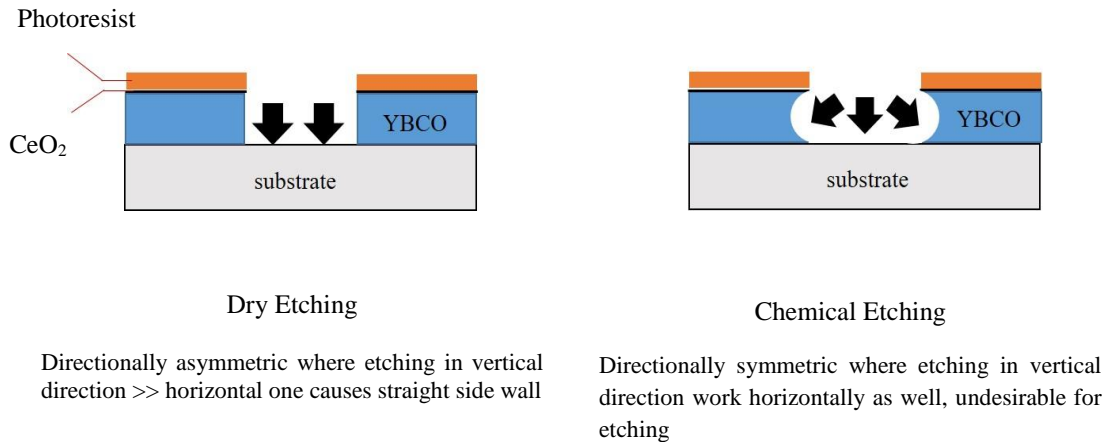 Photoresist
CeO₂
YBCO
substrate
YBCO
substrate
Dry Etching
Directionally asymmetric where etching in vertical
direction >> horizontal one causes straight side wall
Chemical Etching
Directionally symmetric where etching in vertical
direction work horizontally as well, undesirable for
etching